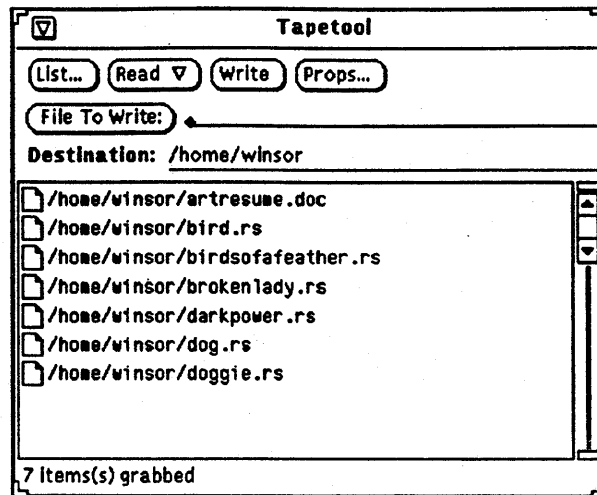 Tapetool
List... Read Write Props...
File To Write:
Destination: /home/winsor
/home/winsor/artresume.doc
/home/winsor/bird.rs
/home/winsor/birdsofafeather.rs
/home/winsor/brokenlady.rs
/home/winsor/darkpower.rs
/home/winsor/dog.rs
/home/winsor/doggie.rs
7 items(s) grabbed